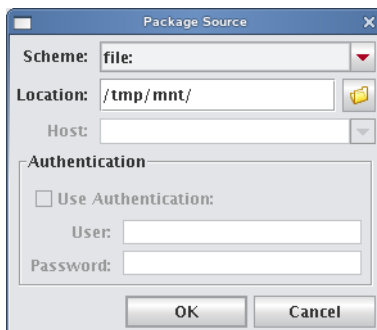 Package Source
Scheme: file:
Location: /tmp/mnt/
Host:
Authentication
Use Authentication:
User:
Password:
OK Cancel